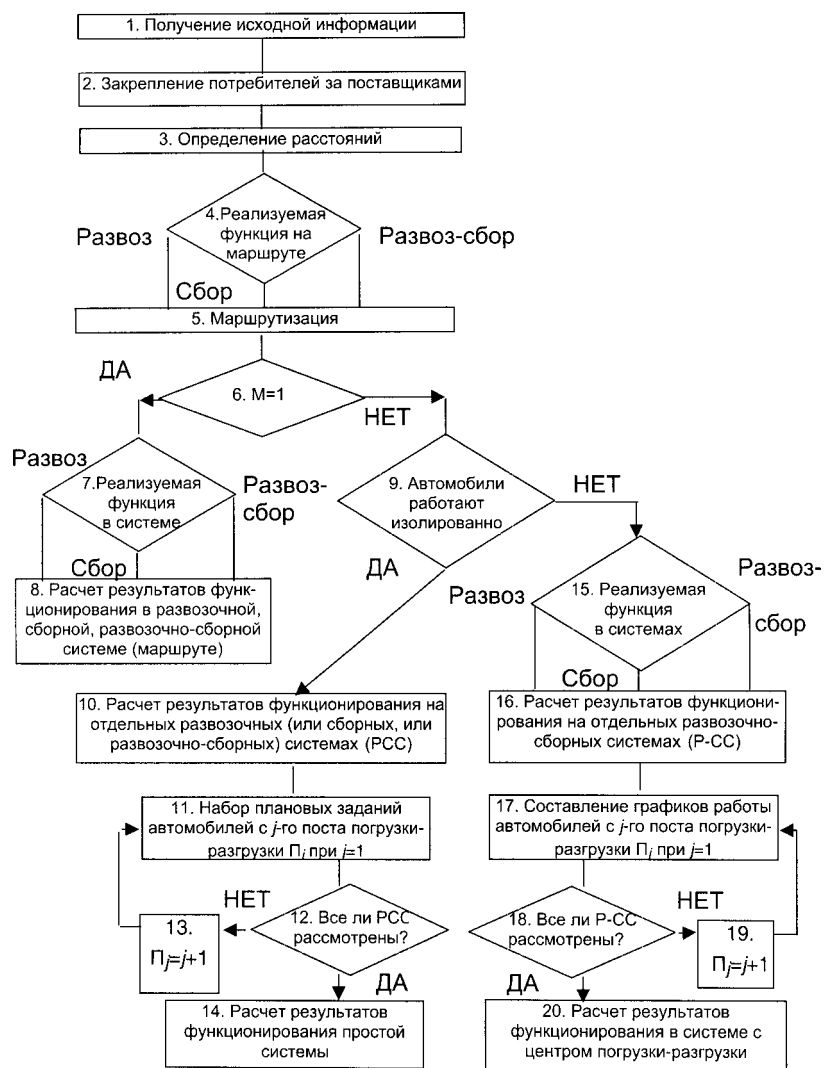 1. Получение исходной информации
2. Закрепление потребителей за поставщиками
3. Определение расстояний
4.Реализуемая
функция на
маршруте
Развоз
Развоз-сбор
Сбор
5. Маршрутизация
ДА
6. М=1
НЕТ
Развоз
7.Реализуемая
функция
в системе
Развоз-
сбор
Сбор
8. Расчет результатов функ-
ционирования в развозочной,
сборной, развозочно-сборной
системе (маршруте)
9. Автомобили
работают
изолированно
НЕТ
ДА
Развоз
15. Реализуемая
функция
в системах
Развоз-
сбор
Сбор
10. Расчет результатов функционирования на
отдельных развозочных (или сборных, или
развозочно-сборных) системах (РСС)
16. Расчет результатов функциони-
рования на отдельных развозочно-
сборных системах (Р-СС)
11. Набор плановых заданий
автомобилей с j-го поста погрузки-
разгрузки Пj при j=1
17. Составление графиков работы
автомобилей с j-го поста погрузки-
разгрузки Пj при j=1
НЕТ
12. Все ли РСС
рассмотрены?
13.
Пj=j+1
ДА
18. Все ли Р-СС
рассмотрены?
НЕТ
19.
Пj=j+1
ДА
14. Расчет результатов
функционирования простой
системы
20. Расчет результатов
функционирования в системе с
центром погрузки-разгрузки